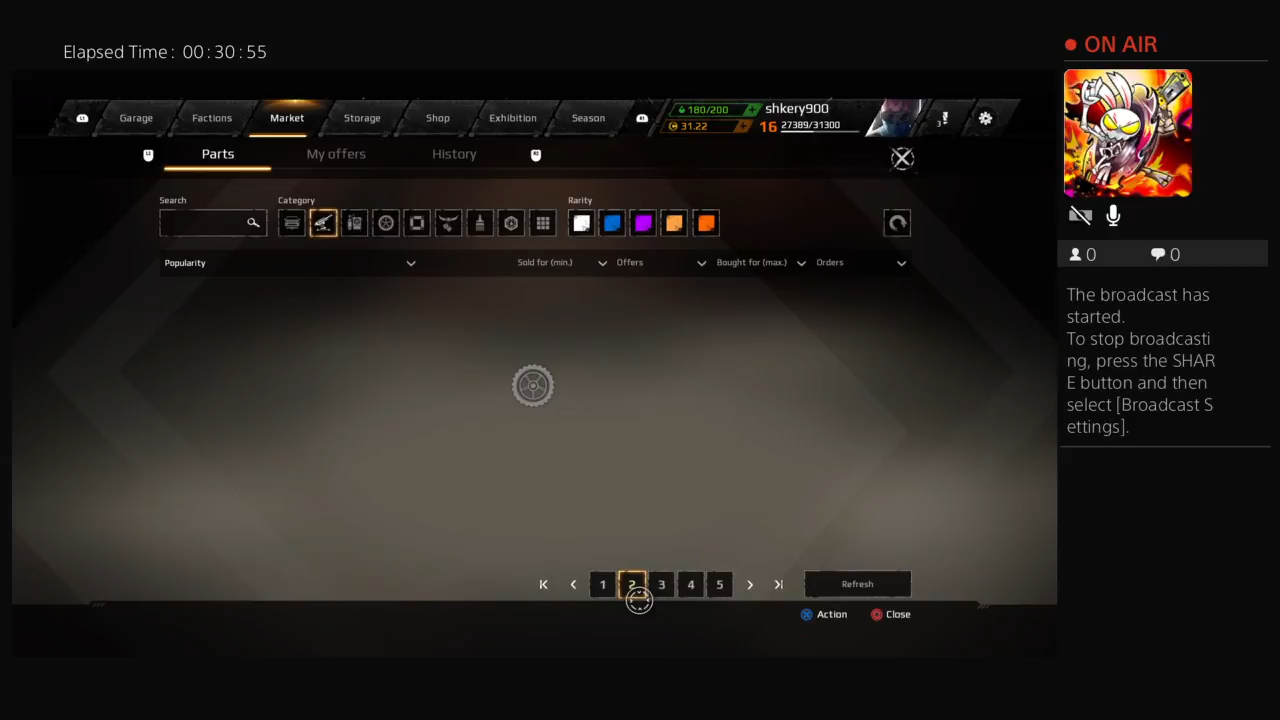 Elapsed Time : 00 : 30 : 55
ON AIR
Garage
Factions
Market
Storage
Shop
Exhibition
Season
180/200
31.22
shkery900
16 27389/31300
3
Parts
My offers
History
Search
Category
Rarity
Popularity
Sold for (min.)
Offers
Bought for (max.)
Orders
0
0
The broadcast has
started.
To stop broadcasti
ng, press the SHAR
E button and then
select [Broadcast S
ettings].
1
2
3
4
5
Refresh
Action
Close